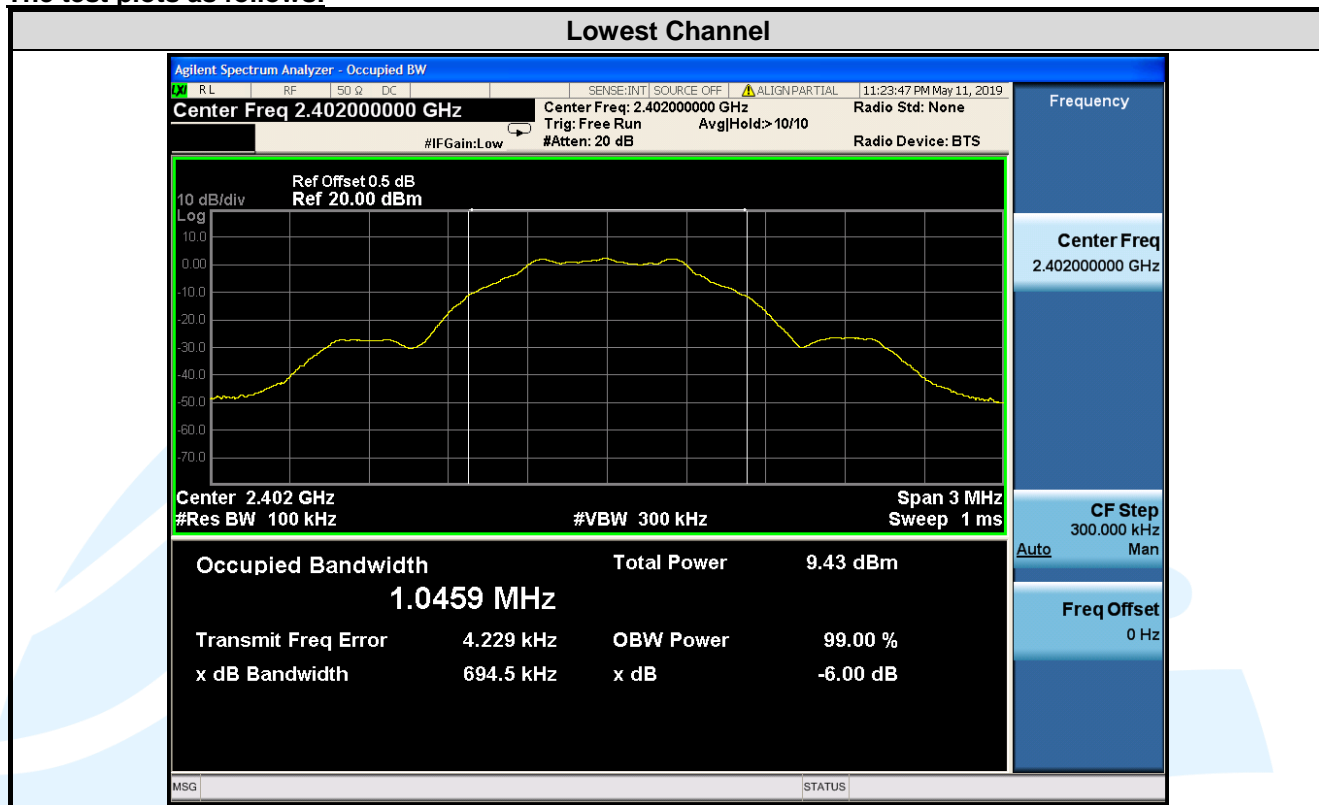 The test plots as follows:
Lowest Channel
Agilent Spectrum Analyzer - Occupied BW
LXI RL RF 50 Ω DC SENSE:INT SOURCE OFF ALIGN PARTIAL 11:23:47 PM May 11, 2019
Center Freq 2.402000000 GHz
Center Freq: 2.402000000 GHz
Radio Std: None
Trig: Free Run Avg|Hold:>10/10
#IFGain:Low
#Atten: 20 dB
Radio Device: BTS
Ref Offset 0.5 dB
10 dB/div Ref 20.00 dBm
Log
10.0
0.00
-10.0
-20.0
-30.0
-40.0
-50.0
-60.0
-70.0
Center 2.402 GHz Span 3 MHz
#Res BW 100 kHz #VBW 300 kHz Sweep 1 ms
Occupied Bandwidth Total Power 9.43 dBm
1.0459 MHz
Transmit Freq Error 4.229 kHz OBW Power 99.00 %
x dB Bandwidth 694.5 kHz x dB -6.00 dB
MSG STATUS
Frequency
Center Freq
2.402000000 GHz
CF Step
300.000 kHz
Auto Man
Freq Offset
0 Hz